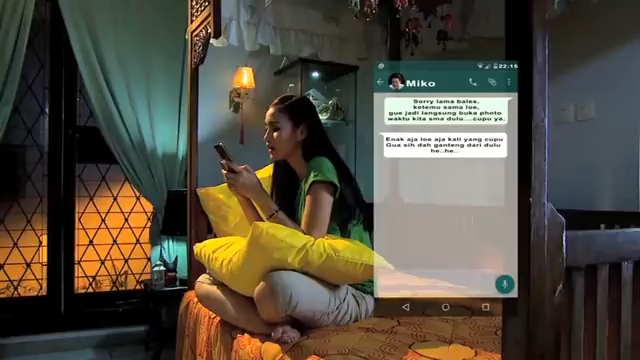 22:15
Miko
Sorry lama bales,
ketemu sama loe,
gue jadi langsung buka photo
waktu kita sma dulu.....cupu ya.
Enak aja loe aja kali yang cupu
Gua sih dah ganteng dari dulu
he..he..